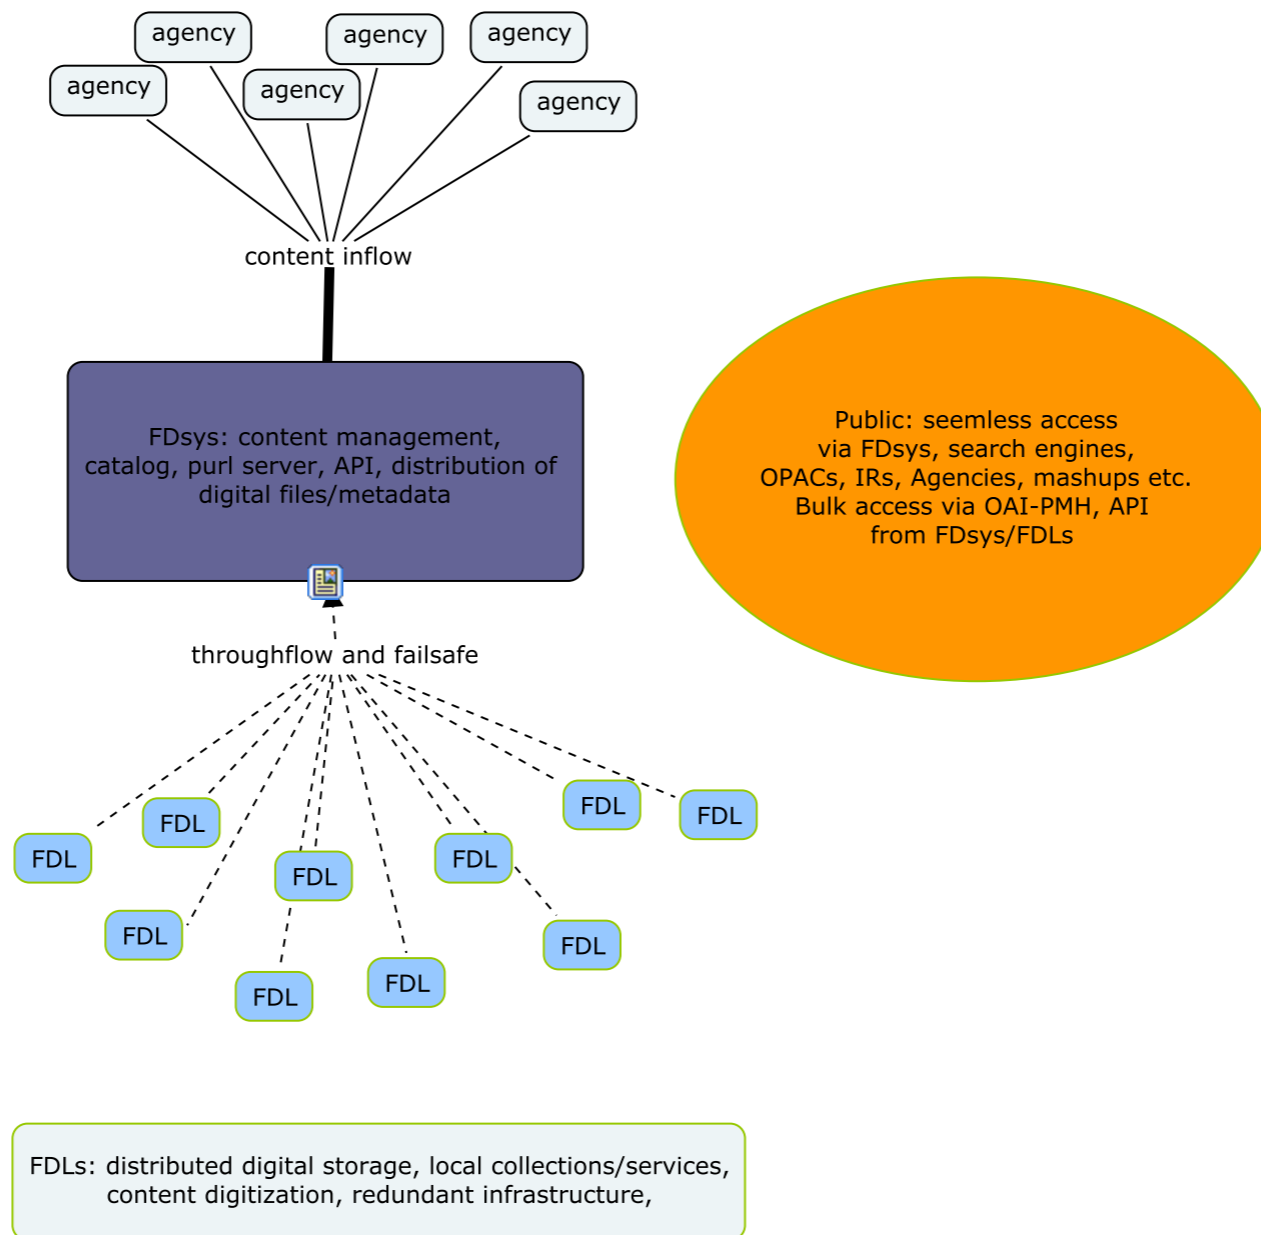 agency
agency
agency
agency
agency
agency
content inflow
FDsys: content management,
catalog, purl server, API, distribution of
digital files/metadata
Public: seemless access
via FDsys, search engines,
OPACs, IRs, Agencies, mashups etc.
Bulk access via OAI-PMH, API
from FDsys/FDLs
throughflow and failsafe
FDL
FDL
FDL
FDL
FDL
FDL
FDL
FDL
FDL
FDL
FDLs: distributed digital storage, local collections/services,
content digitization, redundant infrastructure,